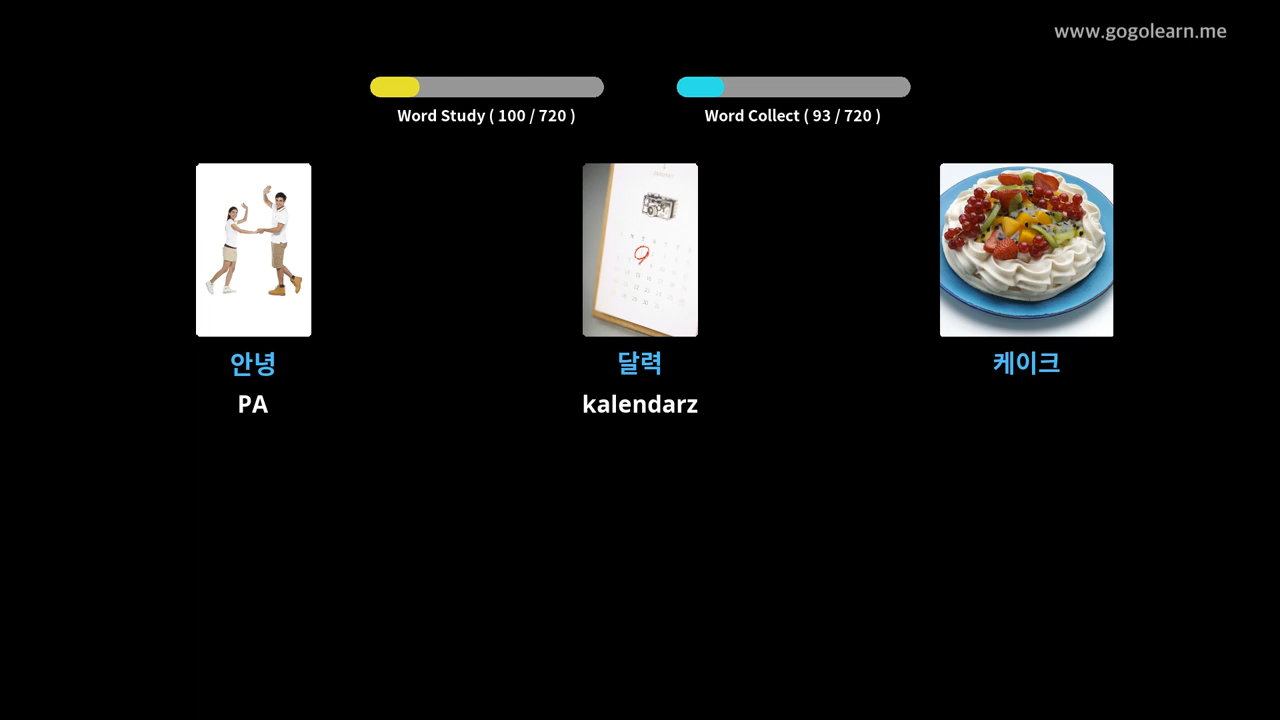 www.gogolearn.me
Word Study ( 100 / 720 )
Word Collect ( 93 / 720 )
안녕
달력
케이크
PA
kalendarz